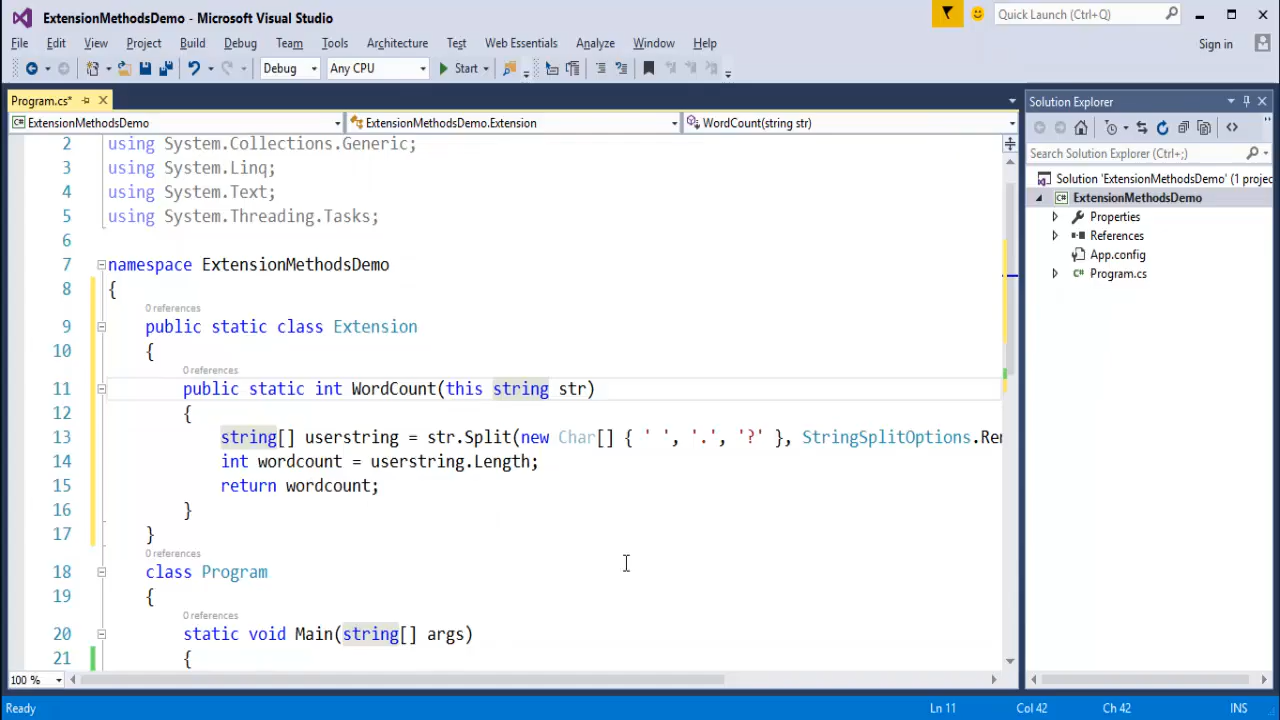 ExtensionMethodsDemo - Microsoft Visual Studio
Quick Launch (Ctrl+Q)
File Edit View Project Build Debug Team Tools Architecture Test Web Essentials Analyze Window Help
Sign in
Debug Any CPU Start
Program.cs*
Solution Explorer
ExtensionMethodsDemo ExtensionMethodsDemo.Extension WordCount(string str)
Search Solution Explorer (Ctrl+;)
2 using System.Collections.Generic;
3 using System.Linq;
4 using System.Text;
5 using System.Threading.Tasks;
6
7 namespace ExtensionMethodsDemo
8 {
0 references
9 public static class Extension
10 {
0 references
11 public static int WordCount(this string str)
12 {
13 string[] userstring = str.Split(new Char[] { ' ', '.', '?' }, StringSplitOptions.Rem
14 int wordcount = userstring.Length;
15 return wordcount;
16 }
17 }
0 references
18 class Program
19 {
0 references
20 static void Main(string[] args)
21 {
Solution 'ExtensionMethodsDemo' (1 projec
ExtensionMethodsDemo
Properties
References
App.config
Program.cs
100 %
Ready Ln 11 Col 42 Ch 42 INS